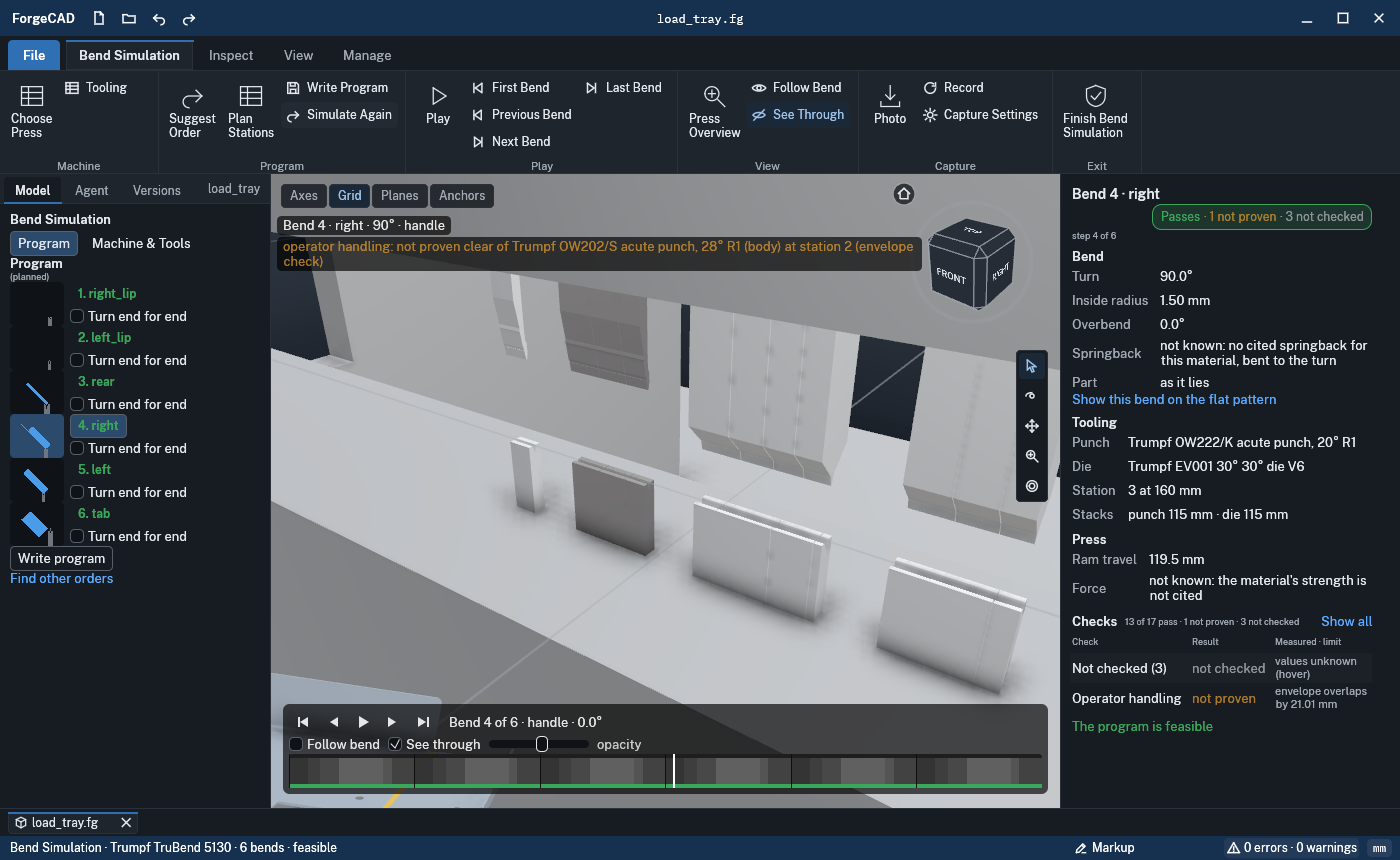 ForgeCAD
load_tray.fg
File
Bend Simulation
Inspect
View
Manage
Choose Press
Tooling
Machine
Suggest Order
Plan Stations
Write Program
Simulate Again
Program
Play
First Bend
Previous Bend
Next Bend
Last Bend
Play
Press Overview
Follow Bend
See Through
View
Photo
Record
Capture Settings
Capture
Finish Bend Simulation
Exit
Model
Agent
Versions
load_tray
Bend Simulation
Program
Machine & Tools
Program
(planned)
1. right_lip
Turn end for end
2. left_lip
Turn end for end
3. rear
Turn end for end
4. right
Turn end for end
5. left
Turn end for end
6. tab
Turn end for end
Write program
Find other orders
Axes
Grid
Planes
Anchors
Bend 4 · right · 90° · handle
operator handling: not proven clear of Trumpf OW202/S acute punch, 28° R1 (body) at station 2 (envelope
check)
TOP
FRONT
RIGHT
Bend 4 of 6 · handle · 0.0°
Follow bend
See through
opacity
Bend 4 · right
Passes · 1 not proven · 3 not checked
step 4 of 6
Bend
Turn 90.0°
Inside radius 1.50 mm
Overbend 0.0°
Springback not known: no cited springback for
this material, bent to the turn
Part as it lies
Show this bend on the flat pattern
Tooling
Punch Trumpf OW222/K acute punch, 20° R1
Die Trumpf EV001 30° 30° die V6
Station 3 at 160 mm
Stacks punch 115 mm · die 115 mm
Press
Ram travel 119.5 mm
Force not known: the material's strength is
not cited
Checks 13 of 17 pass · 1 not proven · 3 not checked Show all
Check Result Measured · limit
Not checked (3) not checked values unknown
(hover)
Operator handling not proven envelope overlaps
by 21.01 mm
The program is feasible
load_tray.fg
Bend Simulation · Trumpf TruBend 5130 · 6 bends · feasible
Markup
0 errors · 0 warnings
mm